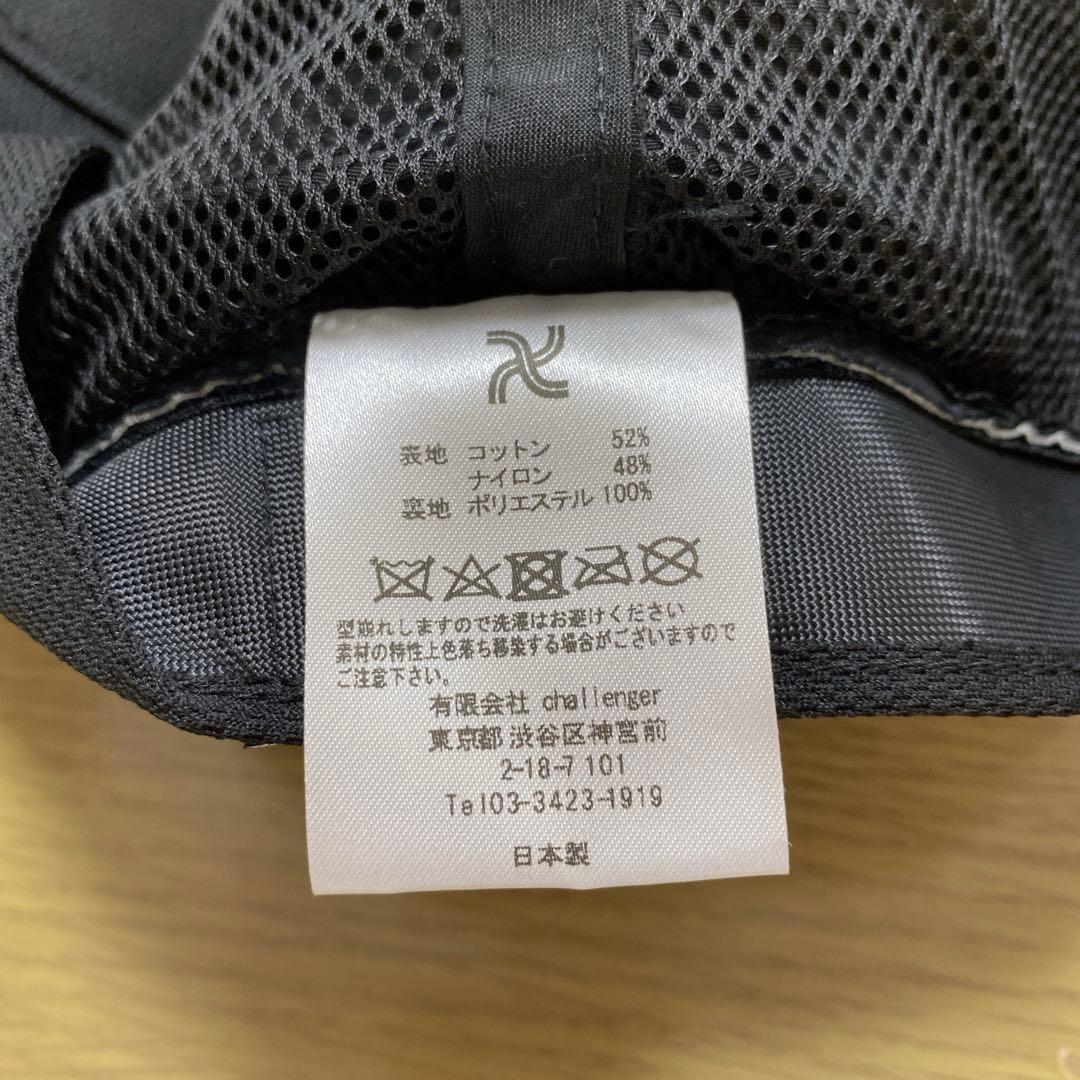 表地 コットン 52%
ナイロン 48%
裏地 ポリエステル 100%
型崩れしますので洗濯はお避けください
素材の特性上色落ち移染する場合がございますので
ご注意下さい。
有限会社 challenger
東京都渋谷区神宮前
2-18-7 101
Tel03-3423-1919
日本製